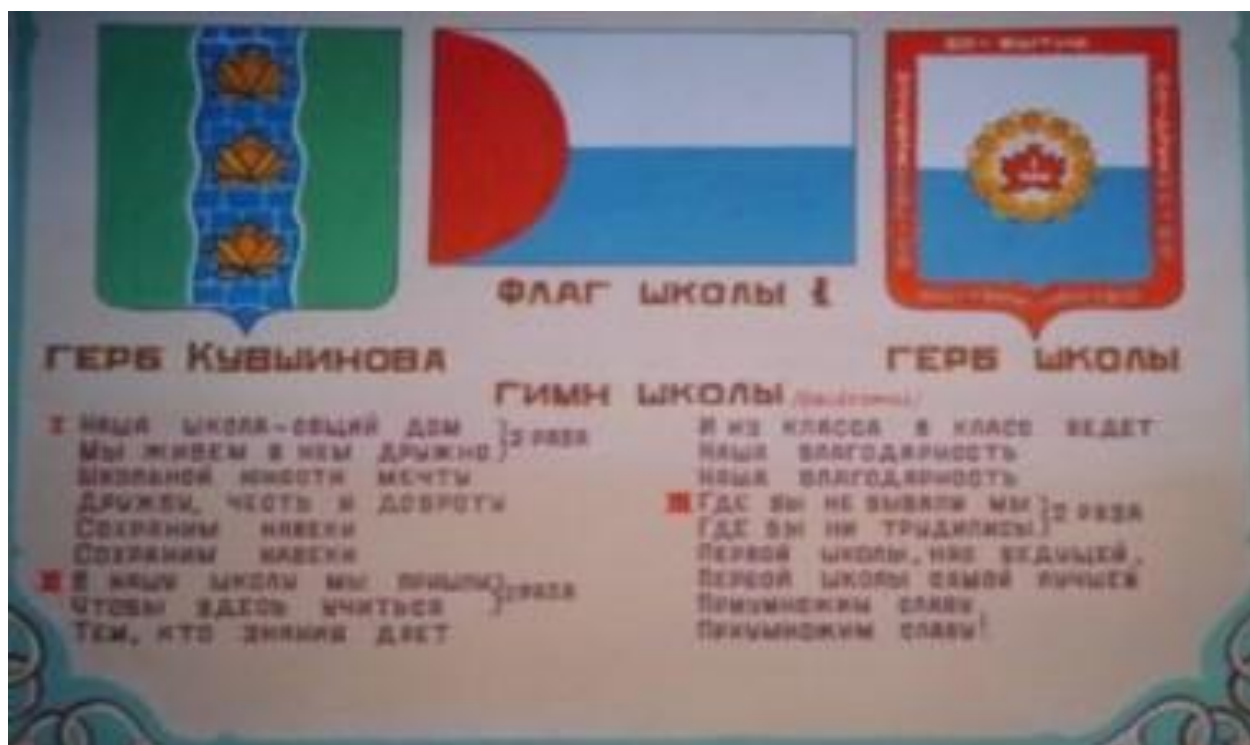 ФЛАГ ШКОЛЫ 1
ГЕРБ КУВШИНОВА
ГЕРБ ШКОЛЫ
ГИМН ШКОЛЫ
I НАША ШКОЛА-ОБЩИЙ ДОМ
МЫ ЖИВЕМ В НЕМ ДРУЖНО }2 РАЗА
ШКОЛЬНОЙ ЮНОСТИ МЕЧТЫ
ДРУЖБУ, ЧЕСТЬ И ДОБРОТУ
СОХРАНИМ НАВЕКИ
СОХРАНИМ НАВЕКИ
II В НАШУ ШКОЛУ МЫ ПРИШЛИ
ЧТОБЫ ЗДЕСЬ УЧИТЬСЯ }2 РАЗА
ТЕМ, КТО ЗНАНИЯ ДАЕТ
И ИЗ КЛАССА В КЛАСС ВЕДЕТ
НАША БЛАГОДАРНОСТЬ
НАША БЛАГОДАРНОСТЬ
III ГДЕ БЫ НЕ БЫВАЛИ МЫ
ГДЕ БЫ НИ ТРУДИЛИСЬ }2 РАЗА
ПЕРВОЙ ШКОЛЫ, НАС ВЕДУЩЕЙ,
ПЕРВОЙ ШКОЛЫ САМОЙ ЛУЧШЕЙ
ПРИУМНОЖИМ СЛАВУ
ПРИУМНОЖИМ СЛАВУ!